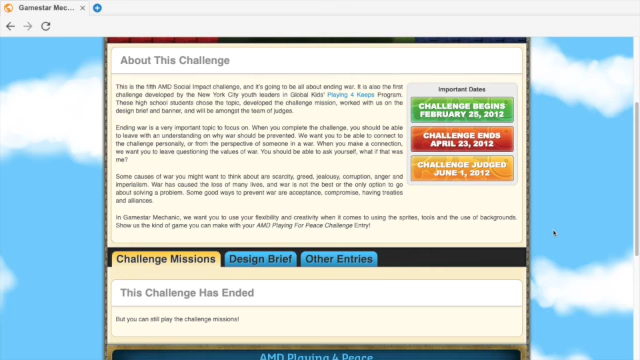 Gamestar Mec...
About This Challenge
This is the fifth AMD Social Impact challenge, and it's going to be all about ending war. It is also the first
challenge developed by the New York City youth leaders in Global Kids' Playing 4 Keeps Program.
These high school students chose the topic, developed the challenge mission, worked with us on the
design brief and banner, and will be amongst the team of judges.
Important Dates
CHALLENGE BEGINS
FEBRUARY 25, 2012
CHALLENGE ENDS
APRIL 23, 2012
CHALLENGE JUDGED
JUNE 1, 2012
Ending war is a very important topic to focus on. When you complete the challenge, you should be able
to leave with an understanding on why war should be prevented. We want you to be able to connect to
the challenge personally, or from the perspective of someone in a war. When you make a connection,
we want you to leave questioning the values of war. You should be able to ask yourself, what if that was
me?
Some causes of war you might want to think about are scarcity, greed, jealousy, corruption, anger and
imperialism. War has caused the loss of many lives, and war is not the best or the only option to go
about solving a problem. Some good ways to prevent war are acceptance, compromise, having treaties
and alliances.
In Gamestar Mechanic, we want you to use your flexibility and creativity when it comes to using the sprites, tools and the use of backgrounds.
Show us the kind of game you can make with your AMD Playing For Peace Challenge Entry!
Challenge Missions
Design Brief
Other Entries
This Challenge Has Ended
But you can still play the challenge missions!
AMD Playing 4 Peace